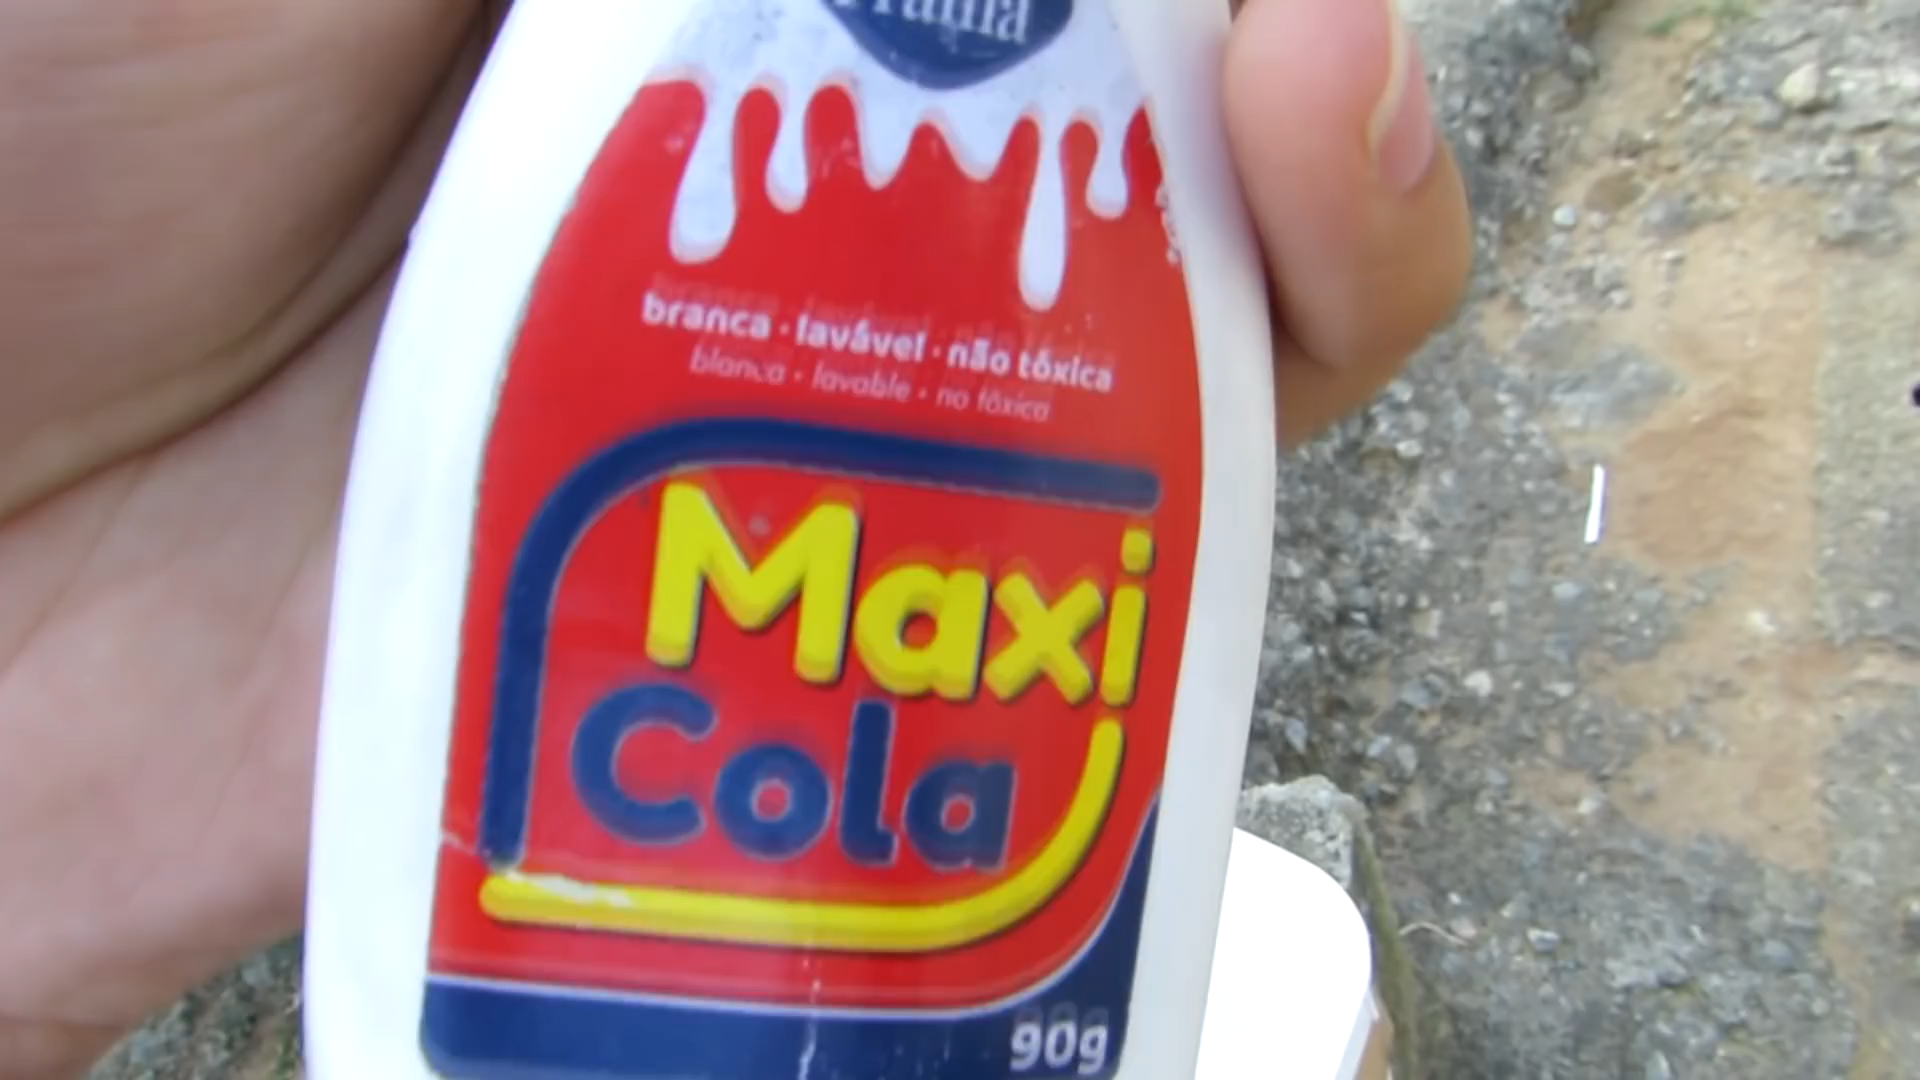 branca · lavável · não tóxica
blanca · lavable · no tóxica
Maxi
Cola
90g